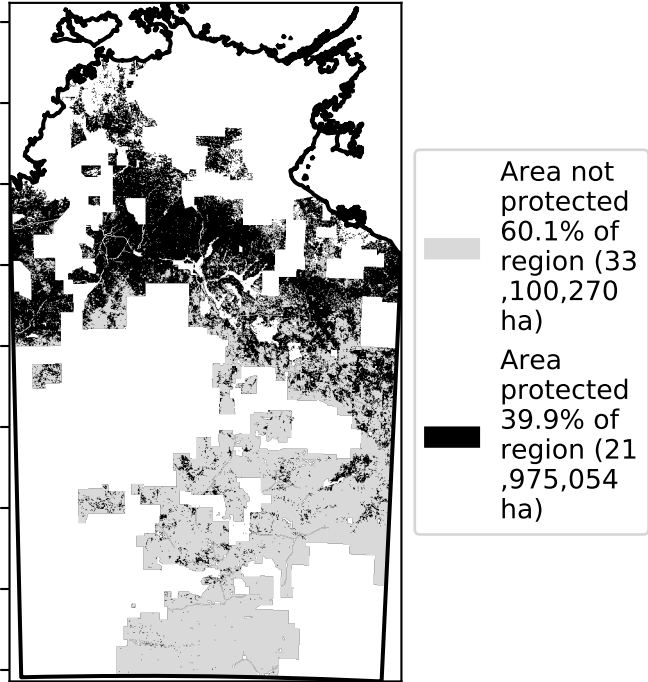 Area not
protected
60.1% of
region (33
,100,270
ha)
Area
protected
39.9% of
region (21
,975,054
ha)